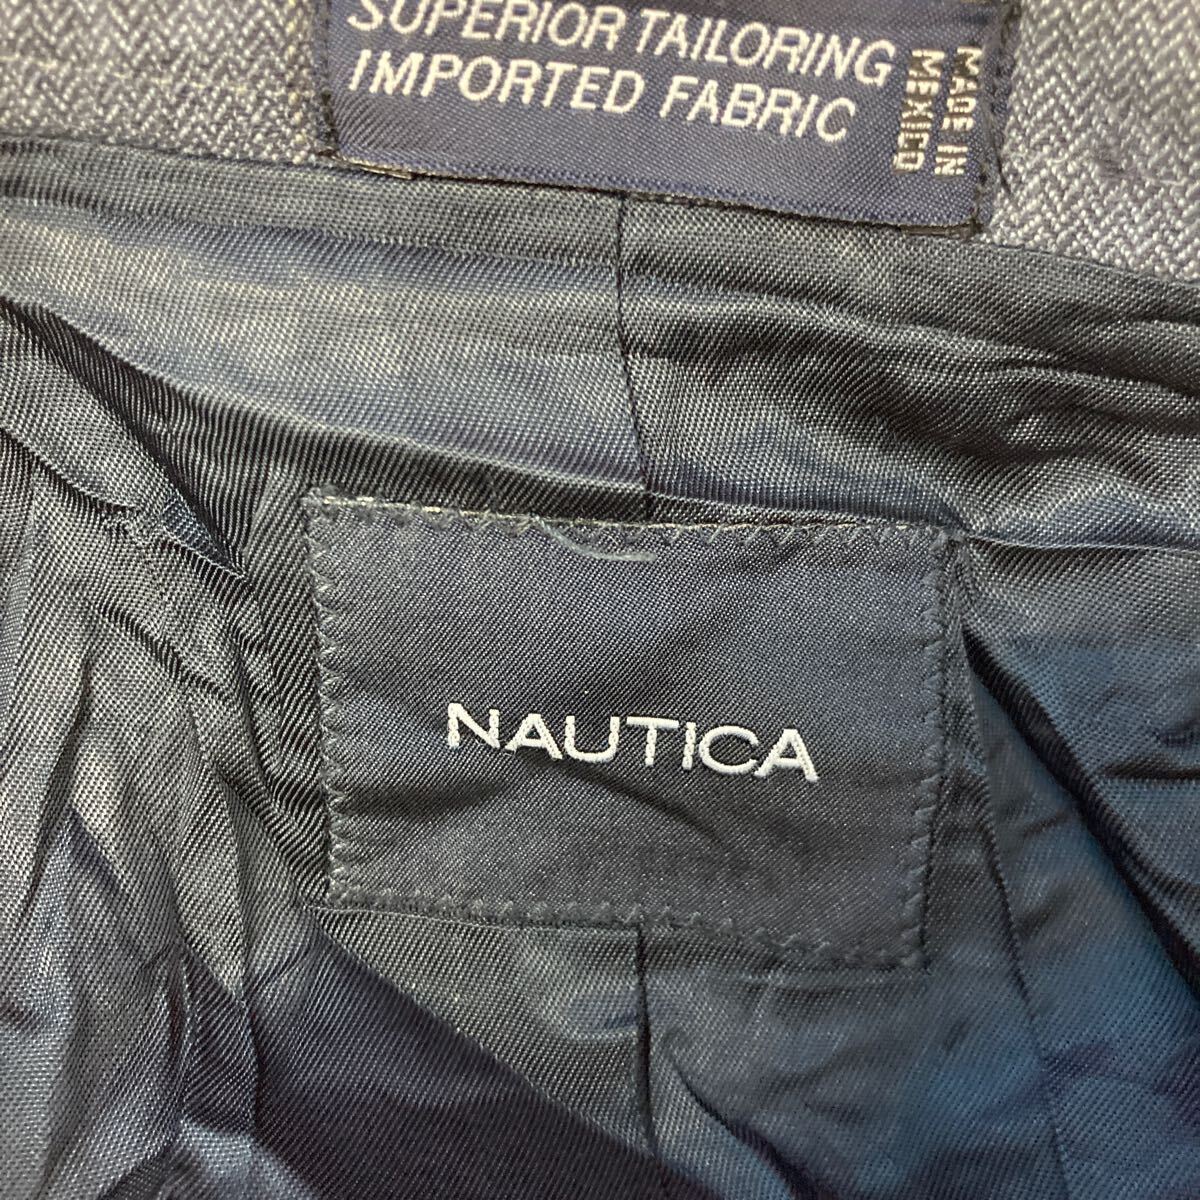 SUPERIOR TAILORING
IMPORTED FABRIC
MADE IN
MEXICO
NAUTICA